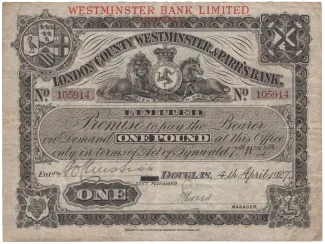 WESTMINSTER BANK LIMITED
LONDON COUNTY WESTMINSTER & PARR'S BANK,
No 105914 No 105914
LIMITED
Promise to pay the Bearer
on Demand ONE POUND at this Office
only in terms of Act of Tynwald
Entd
DOUGLAS, 4th April 1927.
ONE
MANAGER.